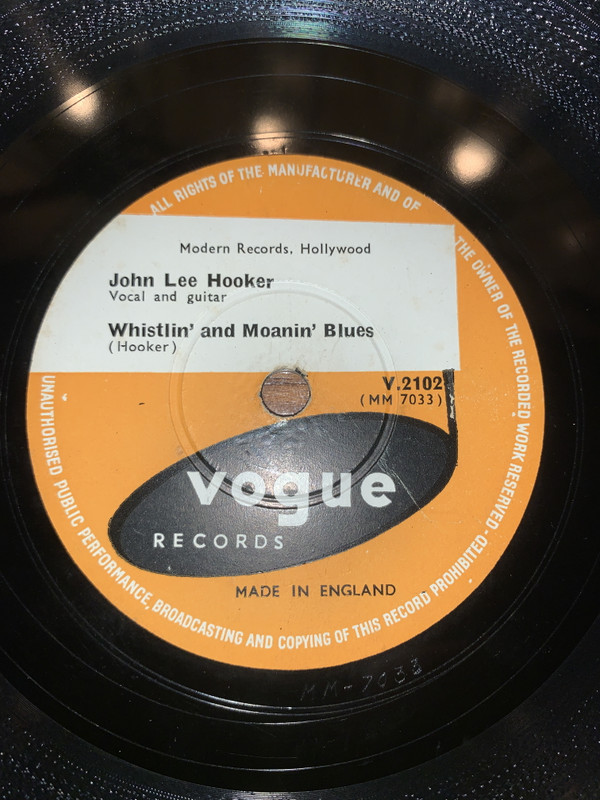 ALL RIGHTS OF THE MANUFACTURER AND OF THE OWNER OF THE RECORDED WORK RESERVED - UNAUTHORISED PUBLIC PERFORMANCE, BROADCASTING AND COPYING OF THIS RECORD PROHIBITED -
Modern Records, Hollywood
John Lee Hooker
Vocal and guitar
Whistlin' and Moanin' Blues
(Hooker)
V.2102
(MM 7033)
vogue
RECORDS
MADE IN ENGLAND
MM-7033